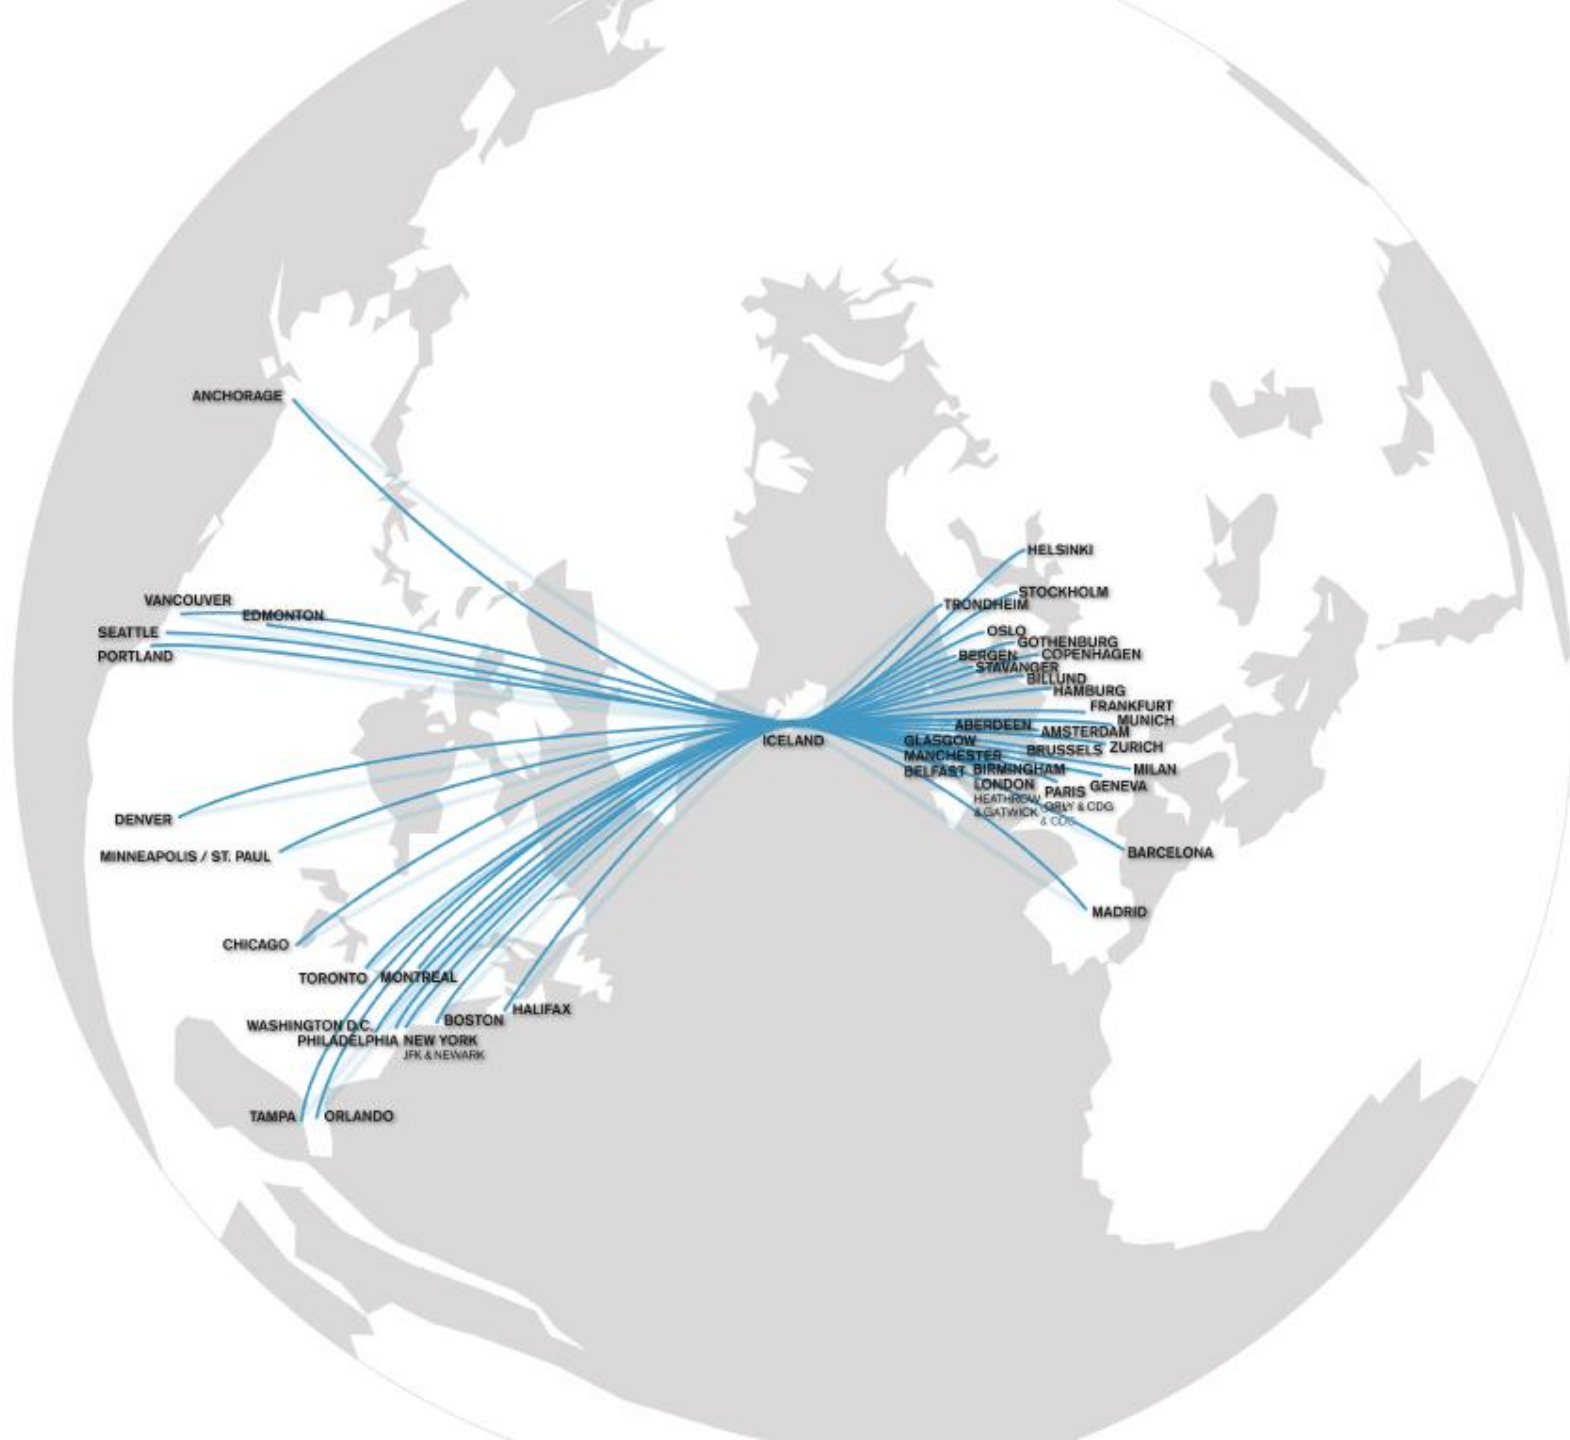 ANCHORAGE
VANCOUVER
EDMONTON
SEATTLE
PORTLAND
DENVER
MINNEAPOLIS / ST. PAUL
CHICAGO
TORONTO
MONTREAL
WASHINGTON D.C.
PHILADELPHIA
NEW YORK
JFK & NEWARK
BOSTON
HALIFAX
TAMPA
ORLANDO
ICELAND
HELSINKI
STOCKHOLM
TRONDHEIM
OSLO
GOTHENBURG
BERGEN
COPENHAGEN
STAVANGER
BILLUND
HAMBURG
FRANKFURT
MUNICH
ABERDEEN
AMSTERDAM
GLASGOW
ZURICH
BRUSSELS
MANCHESTER
BELFAST
BIRMINGHAM
MILAN
LONDON
HEATHROW
& GATWICK
PARIS
ORLY & CDG
& CDG
GENEVA
BARCELONA
MADRID